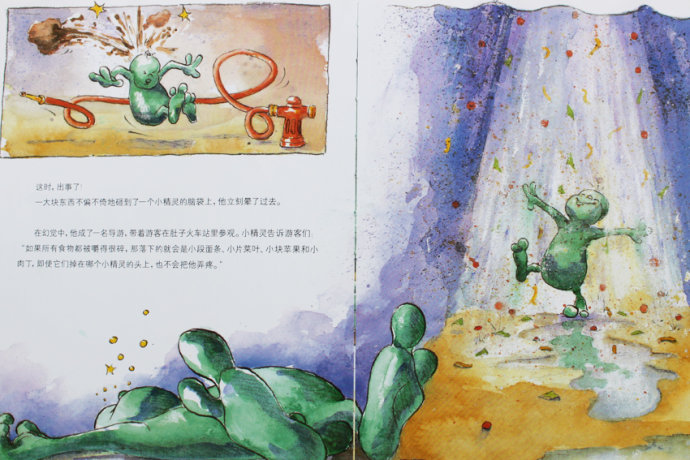 这时，出事了!
一大块东西不偏不倚地砸到了一个小精灵的脑袋上，他立刻晕了过去。
在幻觉中，他成了一名导游，带着游客在肚子火车站里参观。小精灵告诉游客们:
“如果所有食物都被嚼得很碎，那落下的就会是小段面条、小片菜叶、小块苹果和小
肉丁，即使它们掉在哪个小精灵的头上，也不会把他弄疼。”